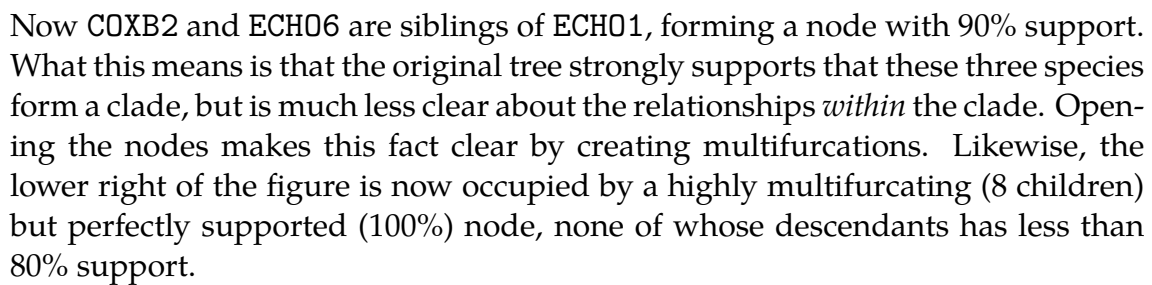 Now COXB2 and ECHO6 are siblings of ECHO1, forming a node with 90% support.
What this means is that the original tree strongly supports that these three species
form a clade, but is much less clear about the relationships within the clade. Open-
ing the nodes makes this fact clear by creating multifurcations. Likewise, the
lower right of the figure is now occupied by a highly multifurcating (8 children)
but perfectly supported (100%) node, none of whose descendants has less than
80% support.